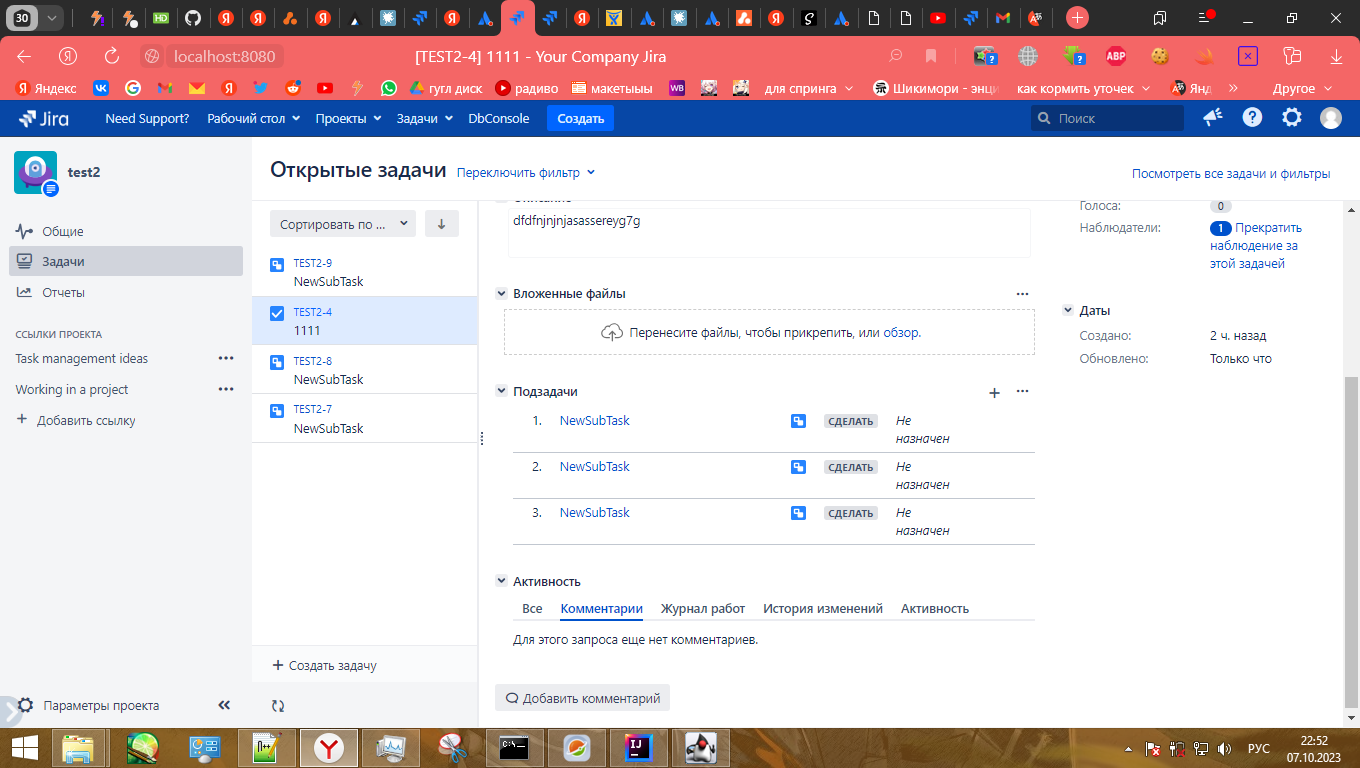 30
HD
localhost:8080
[TEST2-4] 1111 - Your Company Jira
ABP
Яндекс
гугл диск
радиво
макетыыы
WB
для спринга
Шикимори - энци
как кормить уточек
Янд
Другое
Jira
Need Support?
Рабочий стол
Проекты
Задачи
DbConsole
Создать
Поиск
test2
Общие
Задачи
Отчеты
ССЫЛКИ ПРОЕКТА
Task management ideas
Working in a project
Добавить ссылку
Параметры проекта
Открытые задачи
Переключить фильтр
Посмотреть все задачи и фильтры
Сортировать по ...
TEST2-9
NewSubTask
TEST2-4
1111
TEST2-8
NewSubTask
TEST2-7
NewSubTask
Создать задачу
Описание
dfdfnjnjnjasassereyg7g
Вложенные файлы
Перенесите файлы, чтобы прикрепить, или обзор.
Подзадачи
1. NewSubTask СДЕЛАТЬ Не
назначен
2. NewSubTask СДЕЛАТЬ Не
назначен
3. NewSubTask СДЕЛАТЬ Не
назначен
Активность
Все Комментарии Журнал работ История изменений Активность
Для этого запроса еще нет комментариев.
Добавить комментарий
Голоса: 0
Наблюдатели: 1 Прекратить
наблюдение за
этой задачей
Даты
Создано: 2 ч. назад
Обновлено: Только что
РУС
22:52
07.10.2023